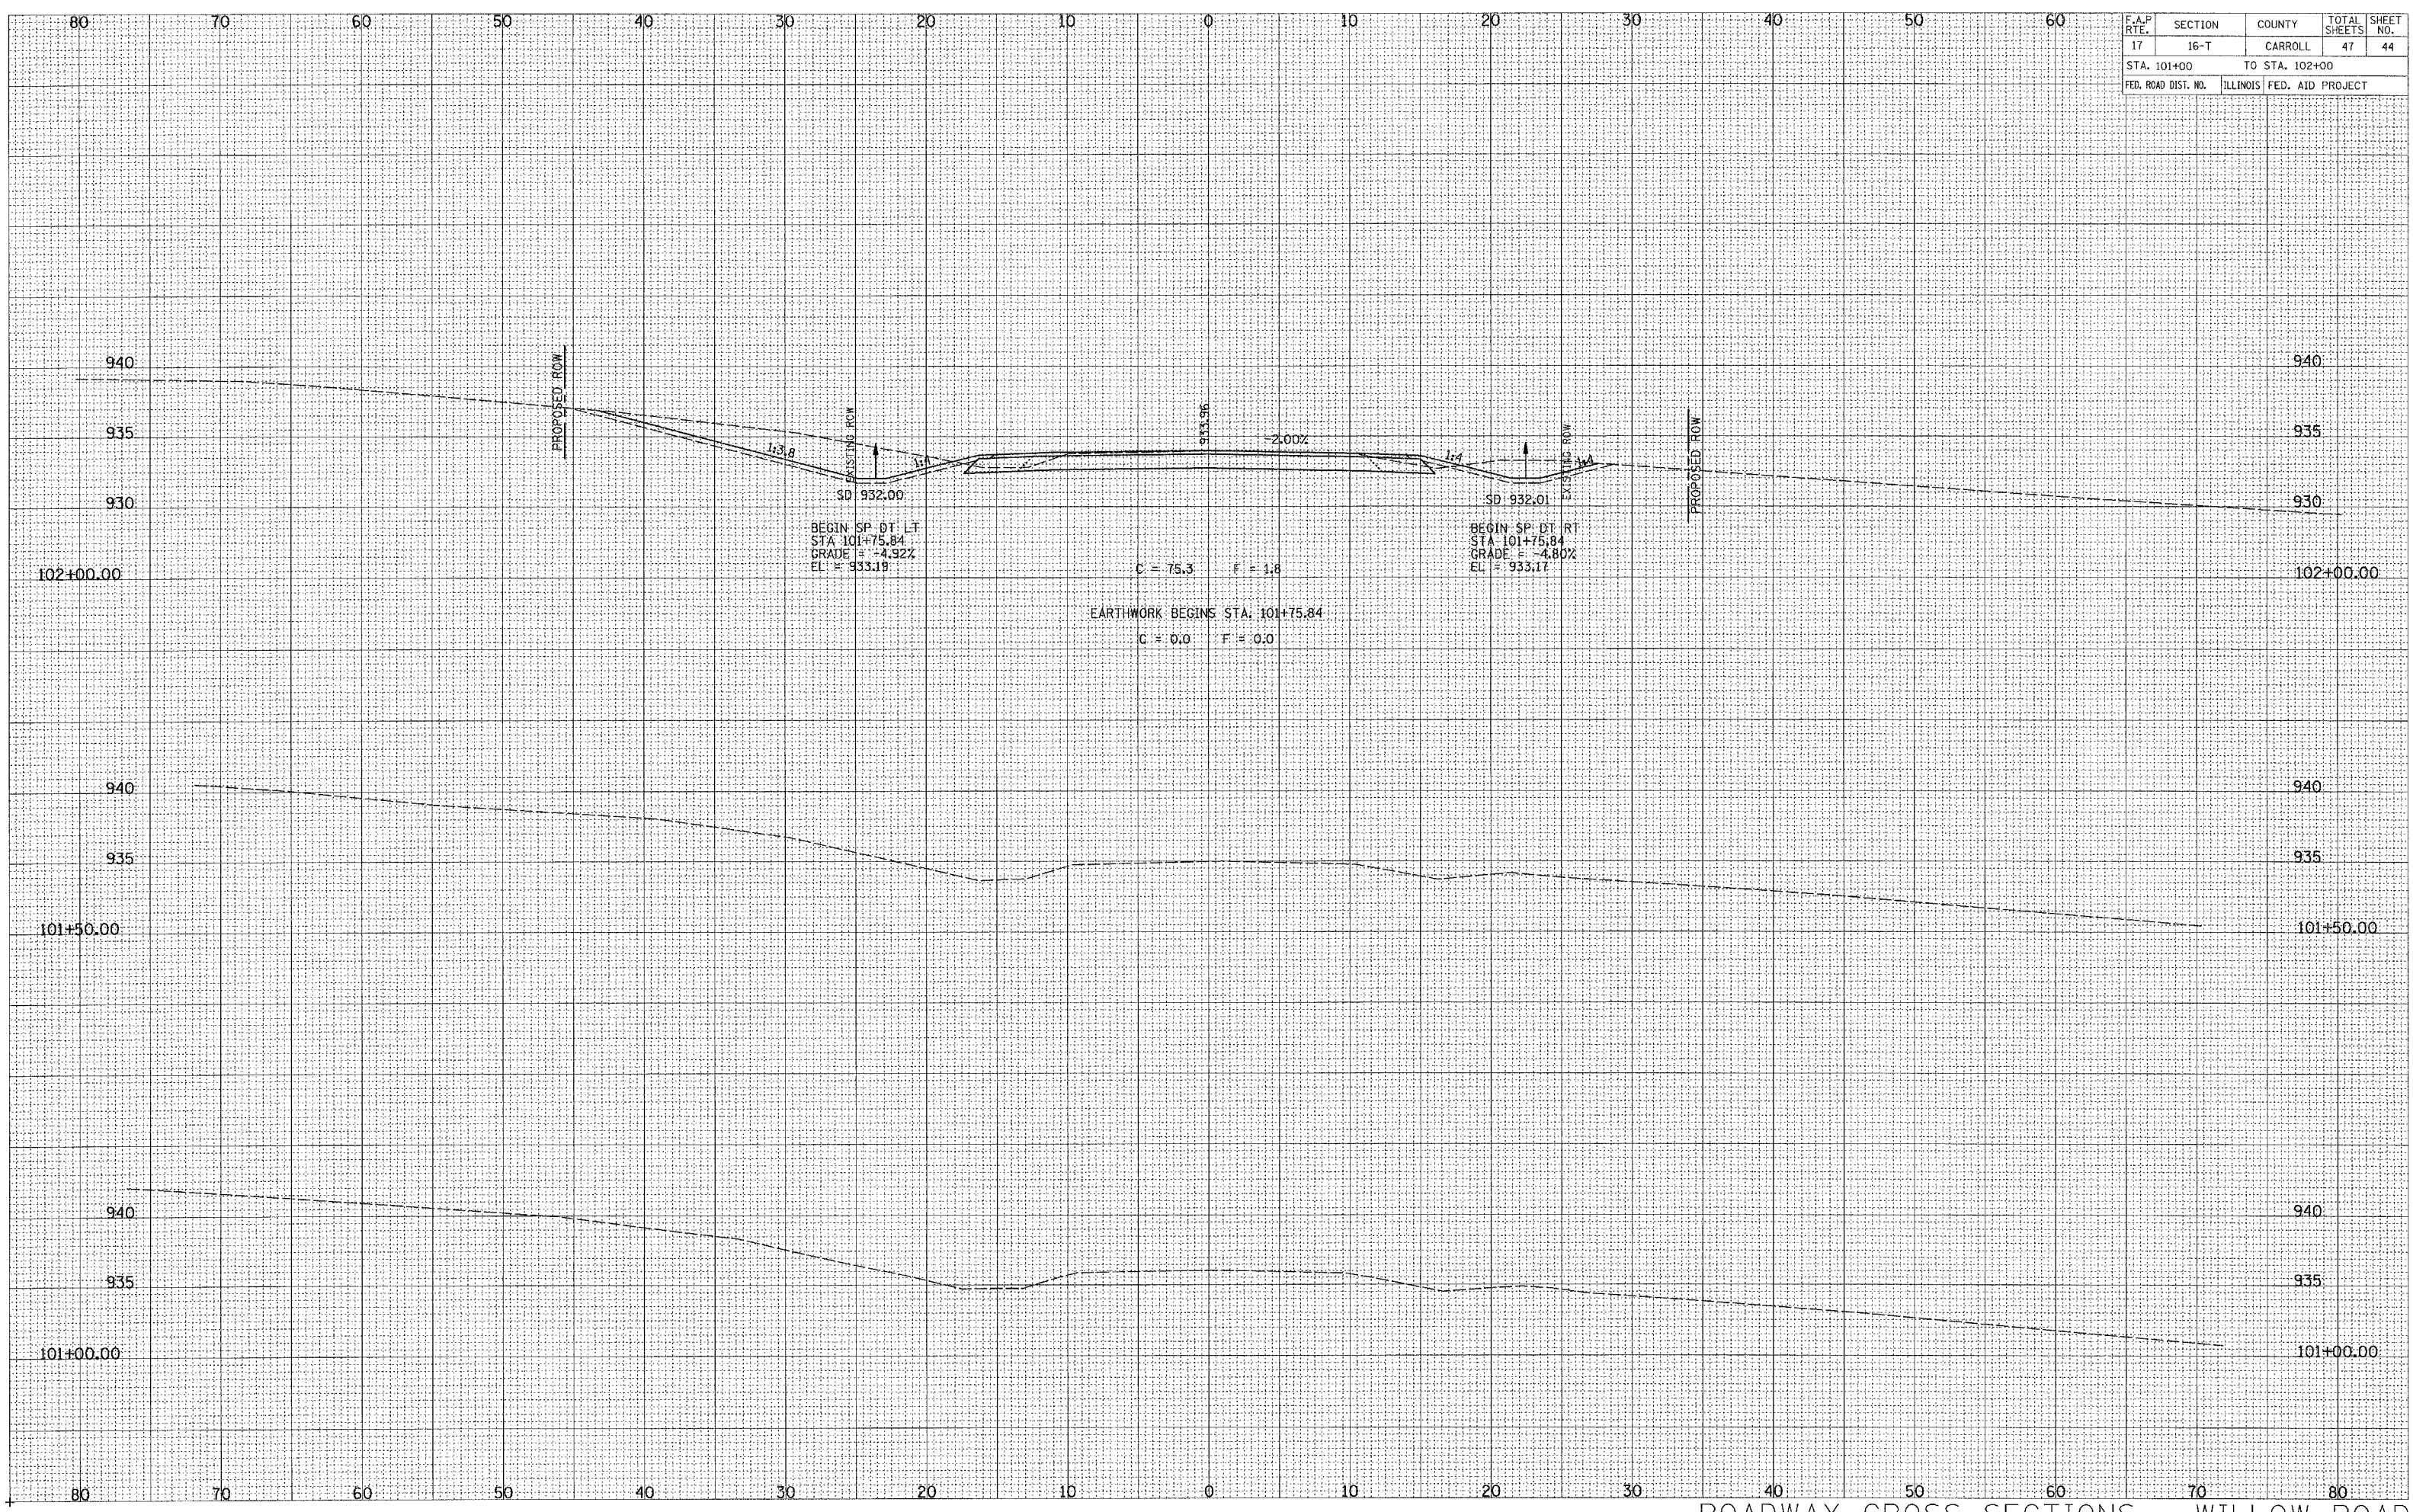 80 70 60 50 40 30 20 10 0 10 20 30 40 50 60
F.A.P RTE. SECTION COUNTY TOTAL SHEETS SHEET NO.
17 16-T CARROLL 47 44
STA. 101+00 TO STA. 102+00
FED. ROAD DIST. NO. ILLINOIS FED. AID PROJECT
940 940
PROPOSED ROW
EXISTING ROW
933.96
-2.00%
EXISTING ROW
PROPOSED ROW
935 935
1:3.8 1:4 1:4 1:4
930 930
SD 932.00
SD 932.01
BEGIN SP DT LT
STA 101+75.84
GRADE = -4.92%
EL = 933.19
BEGIN SP DT RT
STA 101+75.84
GRADE = -4.80%
EL = 933.17
102+00.00 C = 75.3 F = 1.8 102+00.00
EARTHWORK BEGINS STA. 101+75.84
C = 0.0 F = 0.0
940 940
935 935
101+50.00 101+50.00
940 940
935 935
101+00.00 101+00.00
80 70 60 50 40 30 20 10 0 10 20 30 40 50 60 70 80
ROADWAY CROSS SECTIONS - WILLOW ROAD